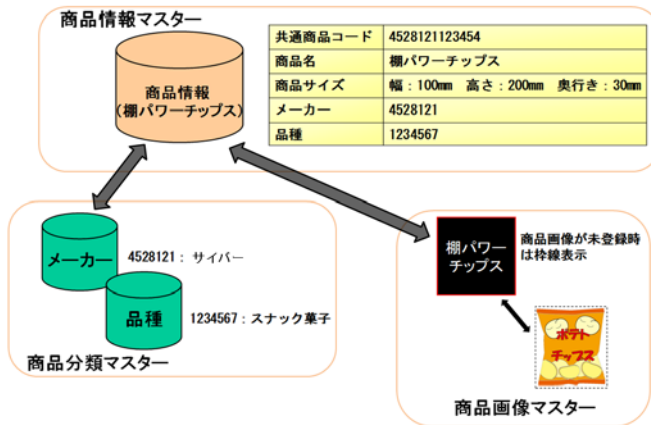 商品情報マスター
商品情報
(棚パワーチップス)
共通商品コード 4528121123454
商品名 棚パワーチップス
商品サイズ 幅：100mm 高さ：200mm 奥行き：30mm
メーカー 4528121
品種 1234567
メーカー
4528121： サイバー
品種
1234567：スナック菓子
商品分類マスター
棚パワー
チップス
商品画像が未登録時
は枠線表示
ポテト
チップス
商品画像マスター